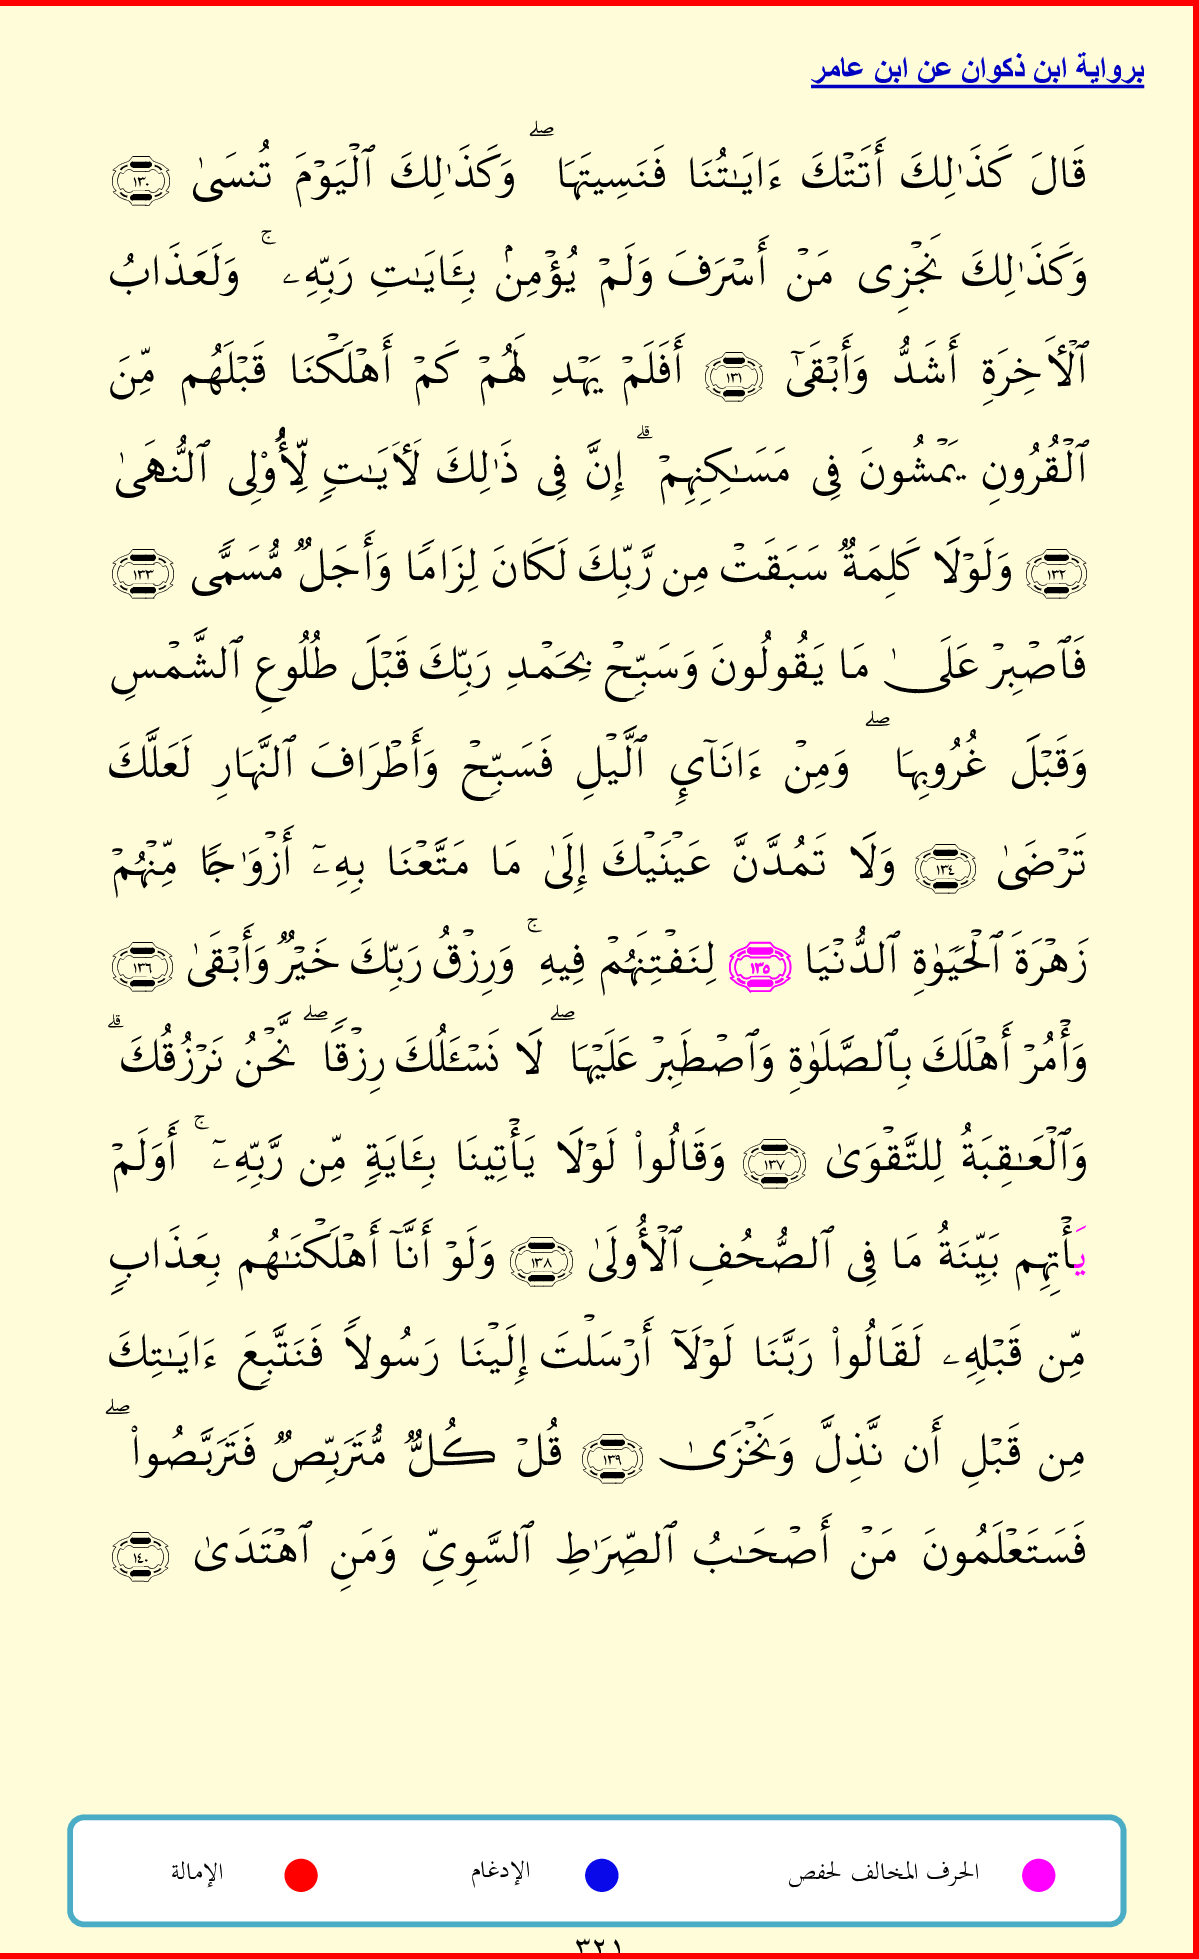 برواية ابن ذكوان عن ابن عامر
قَالَ كَذَٰلِكَ أَتَتْكَ ءَايَـٰتُنَا فَنَسِيتَهَا ۖ وَكَذَٰلِكَ ٱلْيَوْمَ تُنسَىٰ ١٣٠
وَكَذَٰلِكَ نَجْزِى مَنْ أَسْرَفَ وَلَمْ يُؤْمِنۢ بِـَٔايَـٰتِ رَبِّهِۦ ۚ وَلَعَذَابُ
ٱلْأَخِرَةِ أَشَدُّ وَأَبْقَىٰٓ ١٣١ أَفَلَمْ يَهْدِ لَهُمْ كَمْ أَهْلَكْنَا قَبْلَهُم مِّنَ
ٱلْقُرُونِ يَمْشُونَ فِى مَسَـٰكِنِهِمْ ۗ إِنَّ فِى ذَٰلِكَ لَأَيَـٰتٍ لِّأُو۟لِى ٱلنُّهَىٰ
١٣٢ وَلَوْلَا كَلِمَةٌ سَبَقَتْ مِن رَّبِّكَ لَكَانَ لِزَامًا وَأَجَلٌ مُّسَمًّى ١٣٣
فَٱصْبِرْ عَلَىٰ مَا يَقُولُونَ وَسَبِّحْ بِحَمْدِ رَبِّكَ قَبْلَ طُلُوعِ ٱلشَّمْسِ
وَقَبْلَ غُرُوبِهَا ۖ وَمِنْ ءَانَآىِٕ ٱلَّيْلِ فَسَبِّحْ وَأَطْرَافَ ٱلنَّهَارِ لَعَلَّكَ
تَرْضَىٰ ١٣٤ وَلَا تَمُدَّنَّ عَيْنَيْكَ إِلَىٰ مَا مَتَّعْنَا بِهِۦٓ أَزْوَٰجًا مِّنْهُمْ
زَهْرَةَ ٱلْحَيَوٰةِ ٱلدُّنْيَا ١٣٥ لِنَفْتِنَهُمْ فِيهِ ۚ وَرِزْقُ رَبِّكَ خَيْرٌ وَأَبْقَىٰ ١٣٦
وَأْمُرْ أَهْلَكَ بِٱلصَّلَوٰةِ وَٱصْطَبِرْ عَلَيْهَا ۖ لَا نَسْـَٔلُكَ رِزْقًا ۖ نَّحْنُ نَرْزُقُكَ ۗ
وَٱلْعَـٰقِبَةُ لِلتَّقْوَىٰ ١٣٧ وَقَالُوا۟ لَوْلَا يَأْتِينَا بِـَٔايَةٍ مِّن رَّبِّهِۦٓ ۚ أَوَلَمْ
يَأْتِهِم بَيِّنَةُ مَا فِى ٱلصُّحُفِ ٱلْأُولَىٰ ١٣٨ وَلَوْ أَنَّآ أَهْلَكْنَـٰهُم بِعَذَابٍ
مِّن قَبْلِهِۦ لَقَالُوا۟ رَبَّنَا لَوْلَآ أَرْسَلْتَ إِلَيْنَا رَسُولًا فَنَتَّبِعَ ءَايَـٰتِكَ
مِن قَبْلِ أَن نَّذِلَّ وَنَخْزَىٰ ١٣٩ قُلْ كُلٌّ مُّتَرَبِّصٌ فَتَرَبَّصُوا۟ ۖ
فَسَتَعْلَمُونَ مَنْ أَصْحَـٰبُ ٱلصِّرَٰطِ ٱلسَّوِىِّ وَمَنِ ٱهْتَدَىٰ ١٤٠
الحرف المخالف لحفص الإدغام الإمالة
٣٢١